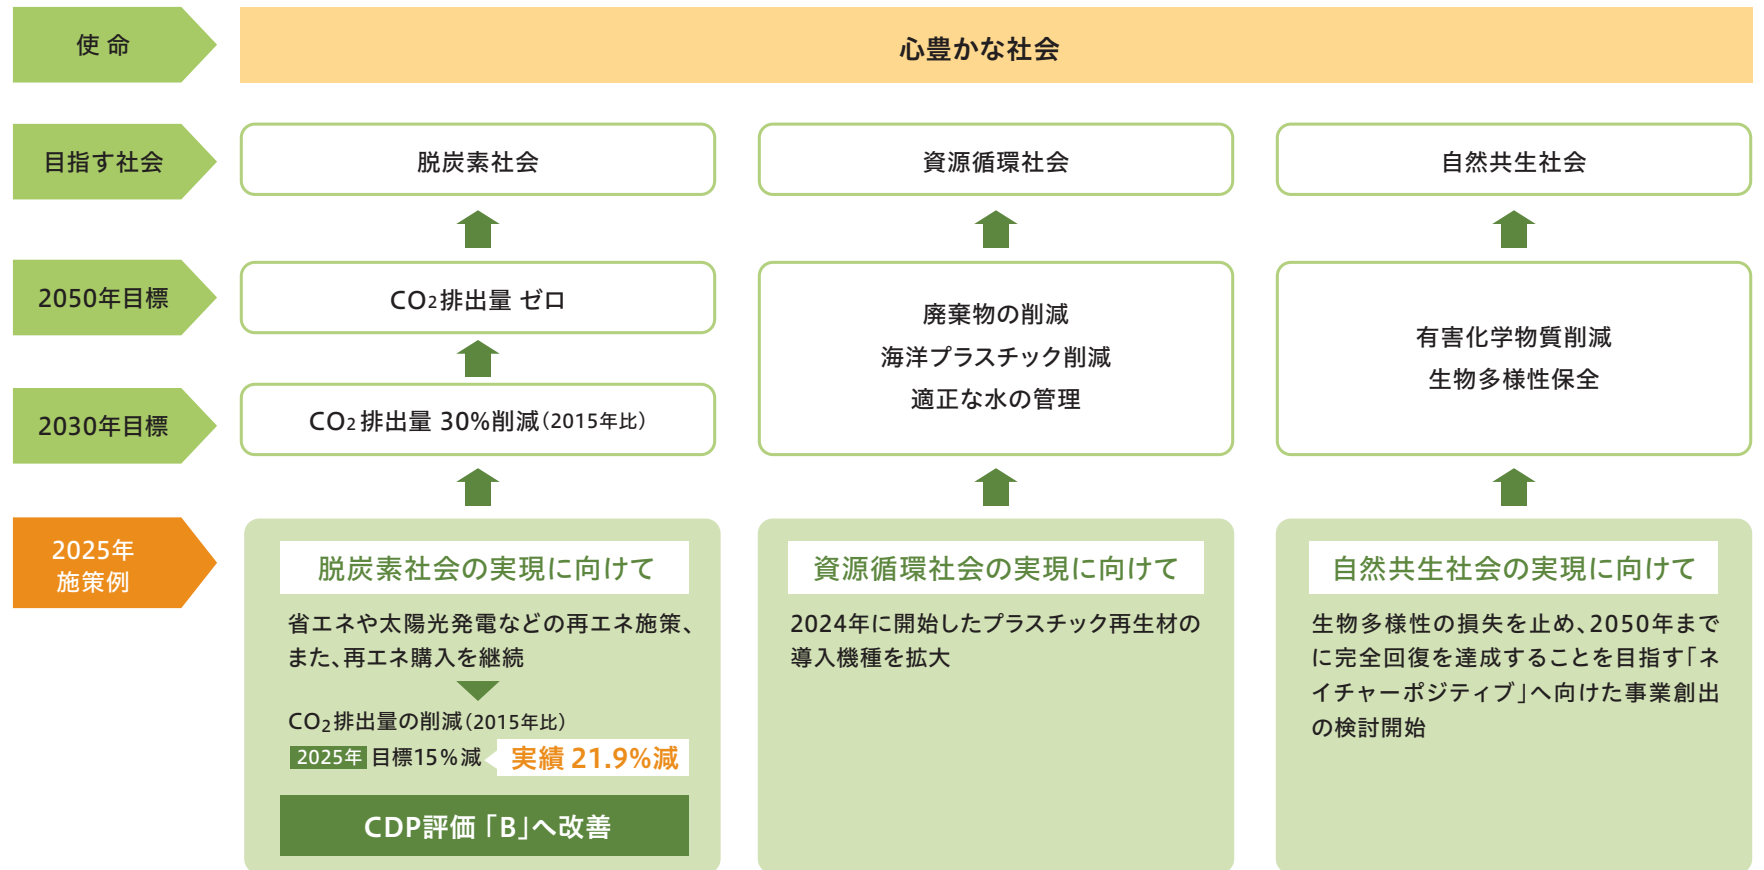 使 命
心豊かな社会
目指す社会
脱炭素社会
資源循環社会
自然共生社会
2050年目標
CO2排出量 ゼロ
2030年目標
CO2排出量 30%削減(2015年比)
廃棄物の削減
海洋プラスチック削減
適正な水の管理
有害化学物質削減
生物多様性保全
2025年
施策例
脱炭素社会の実現に向けて
省エネや太陽光発電などの再エネ施策、
また、再エネ購入を継続
CO2排出量の削減(2015年比)
2025年 目標15%減 実績 21.9%減
CDP評価「B」へ改善
資源循環社会の実現に向けて
2024年に開始したプラスチック再生材の
導入機種を拡大
自然共生社会の実現に向けて
生物多様性の損失を止め、2050年まで
に完全回復を達成することを目指す「ネ
イチャーポジティブ」へ向けた事業創出
の検討開始